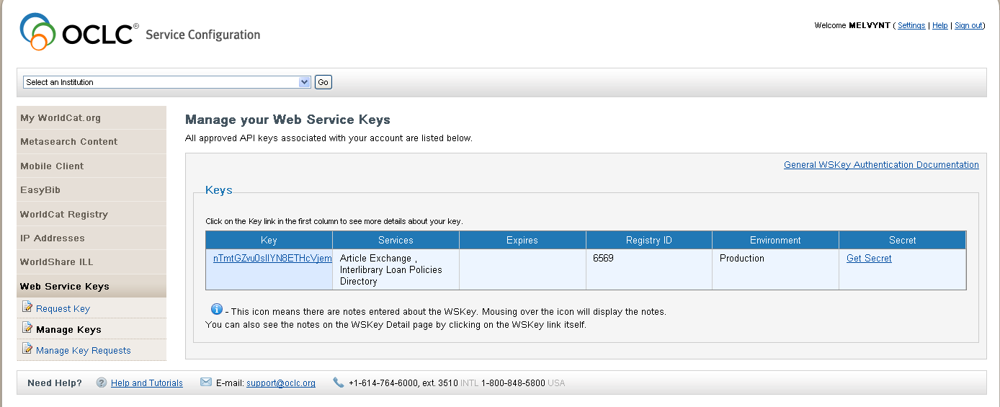 OCLC® Service Configuration
Welcome MELVYNT ( Settings | Help | Sign out)
Select an Institution Go
My WorldCat.org
Metasearch Content
Mobile Client
EasyBib
WorldCat Registry
IP Addresses
WorldShare ILL
Web Service Keys
Request Key
Manage Keys
Manage Key Requests
Manage your Web Service Keys
All approved API keys associated with your account are listed below.
General WSKey Authentication Documentation
Keys
Click on the Key link in the first column to see more details about your key.
Key Services Expires Registry ID Environment Secret
nTmtGZvu0sIIYN8ETHcVjem Article Exchange , 6569 Production Get Secret
Interlibrary Loan Policies
Directory
- This icon means there are notes entered about the WSKey. Mousing over the icon will display the notes.
You can also see the notes on the WSKey Detail page by clicking on the WSKey link itself.
Need Help? Help and Tutorials E-mail: support@oclc.org +1-614-764-6000, ext. 3510 INTL 1-800-848-5800 USA